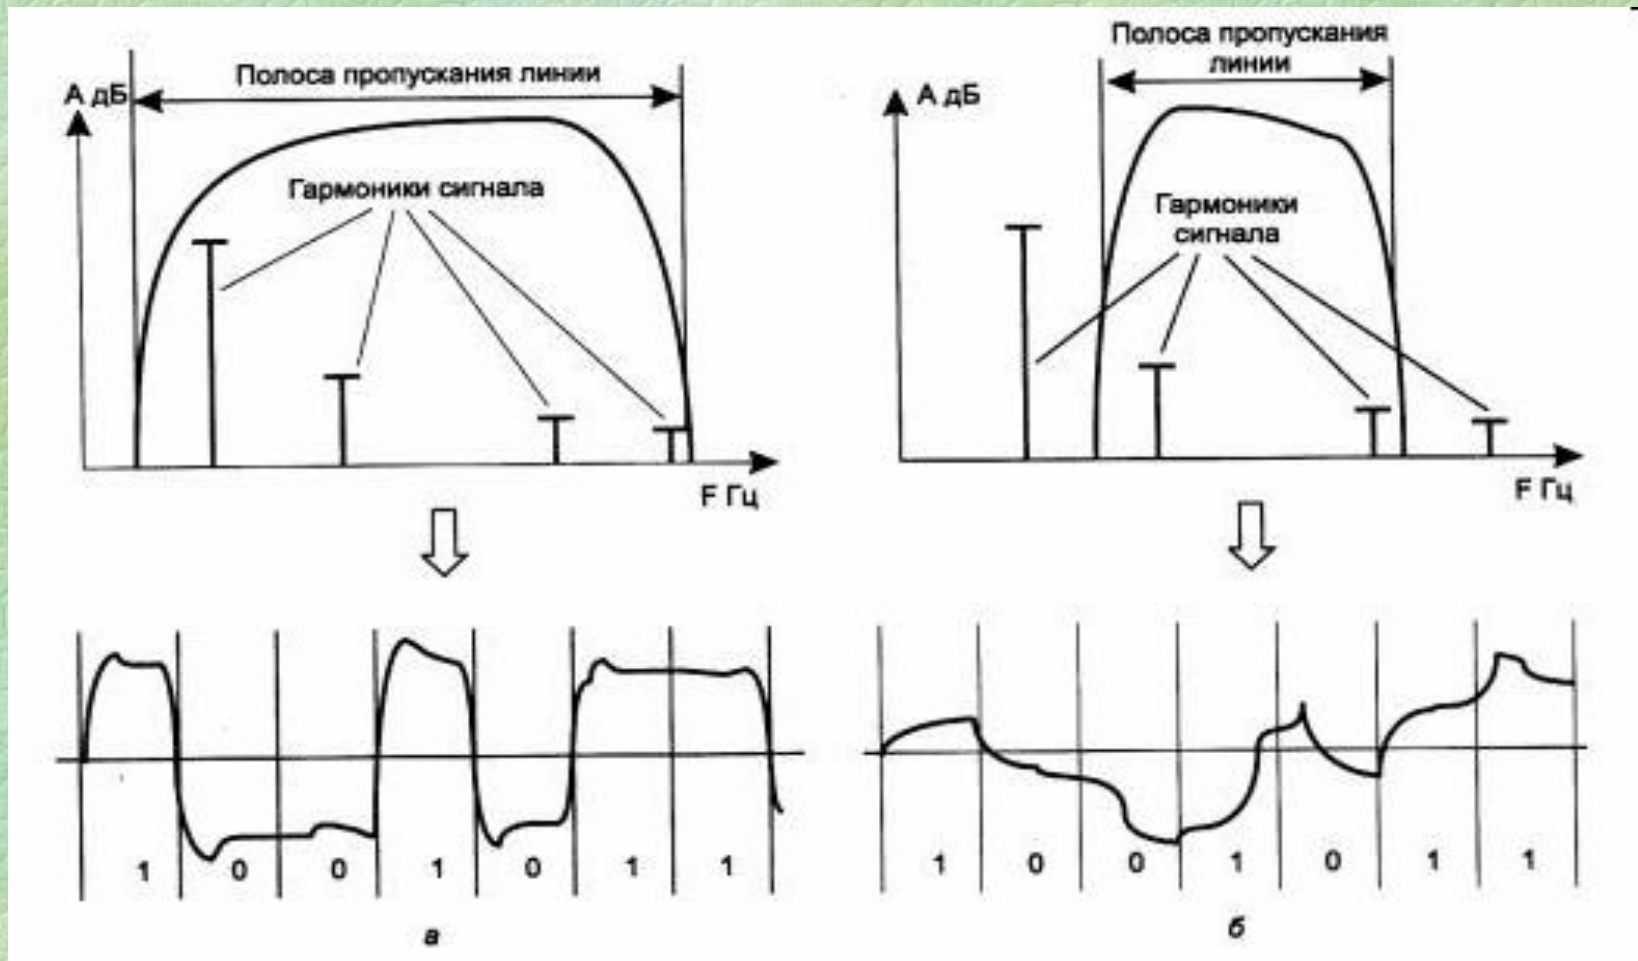 Полоса пропускания линии
А дБ
Гармоники сигнала
F Гц
1 0 0 1 0 1 1
а
Полоса пропускания
линии
А дБ
Гармоники
сигнала
F Гц
1 0 0 1 0 1 1
б